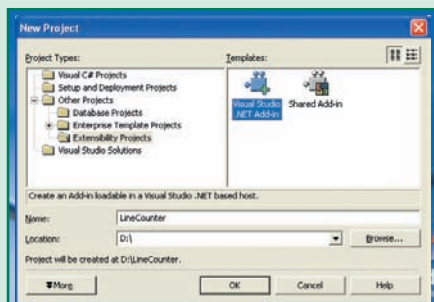 New Project
Project Types:
Templates:
Visual C# Projects
Setup and Deployment Projects
Other Projects
Database Projects
Enterprise Template Projects
Extensibility Projects
Visual Studio Solutions
Visual Studio .NET Add-in
Shared Add-in
Create an Add-in loadable in a Visual Studio .NET based host.
Name:
LineCounter
Location:
D:\
Browse...
Project will be created at D:\LineCounter.
More
OK
Cancel
Help